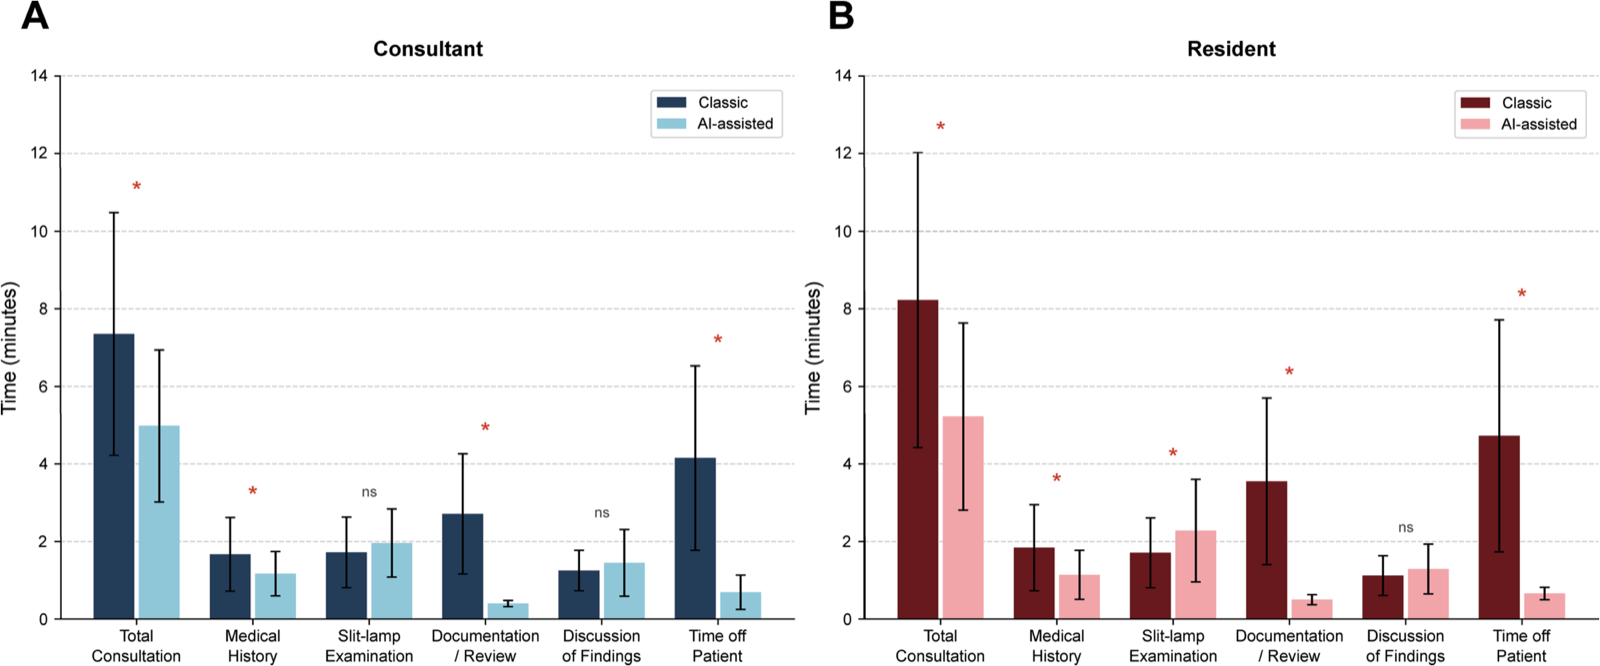 A
Consultant
Time (minutes)
14
12
10
8
6
4
2
0
Classic
AI-assisted
*
*
ns
*
ns
*
Total
Consultation
Medical
History
Slit-lamp
Examination
Documentation
/ Review
Discussion
of Findings
Time off
Patient
B
Resident
Time (minutes)
14
12
10
8
6
4
2
0
Classic
AI-assisted
*
*
*
*
ns
*
Total
Consultation
Medical
History
Slit-lamp
Examination
Documentation
/ Review
Discussion
of Findings
Time off
Patient